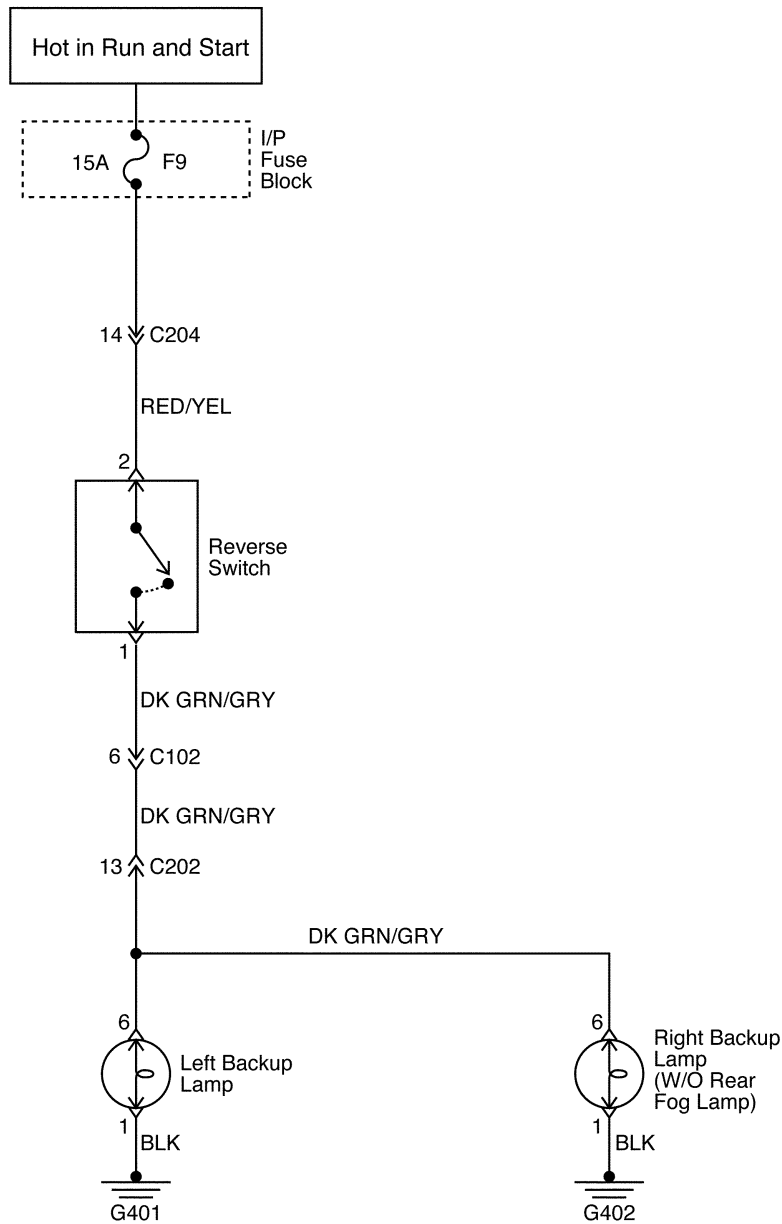 Hot in Run and Start
15A
F9
I/P
Fuse
Block
14
C204
RED/YEL
2
Reverse
Switch
1
DK GRN/GRY
6
C102
DK GRN/GRY
13
C202
DK GRN/GRY
6
Left Backup
Lamp
1
BLK
G401
6
Right Backup
Lamp
(W/O Rear
Fog Lamp)
1
BLK
G402